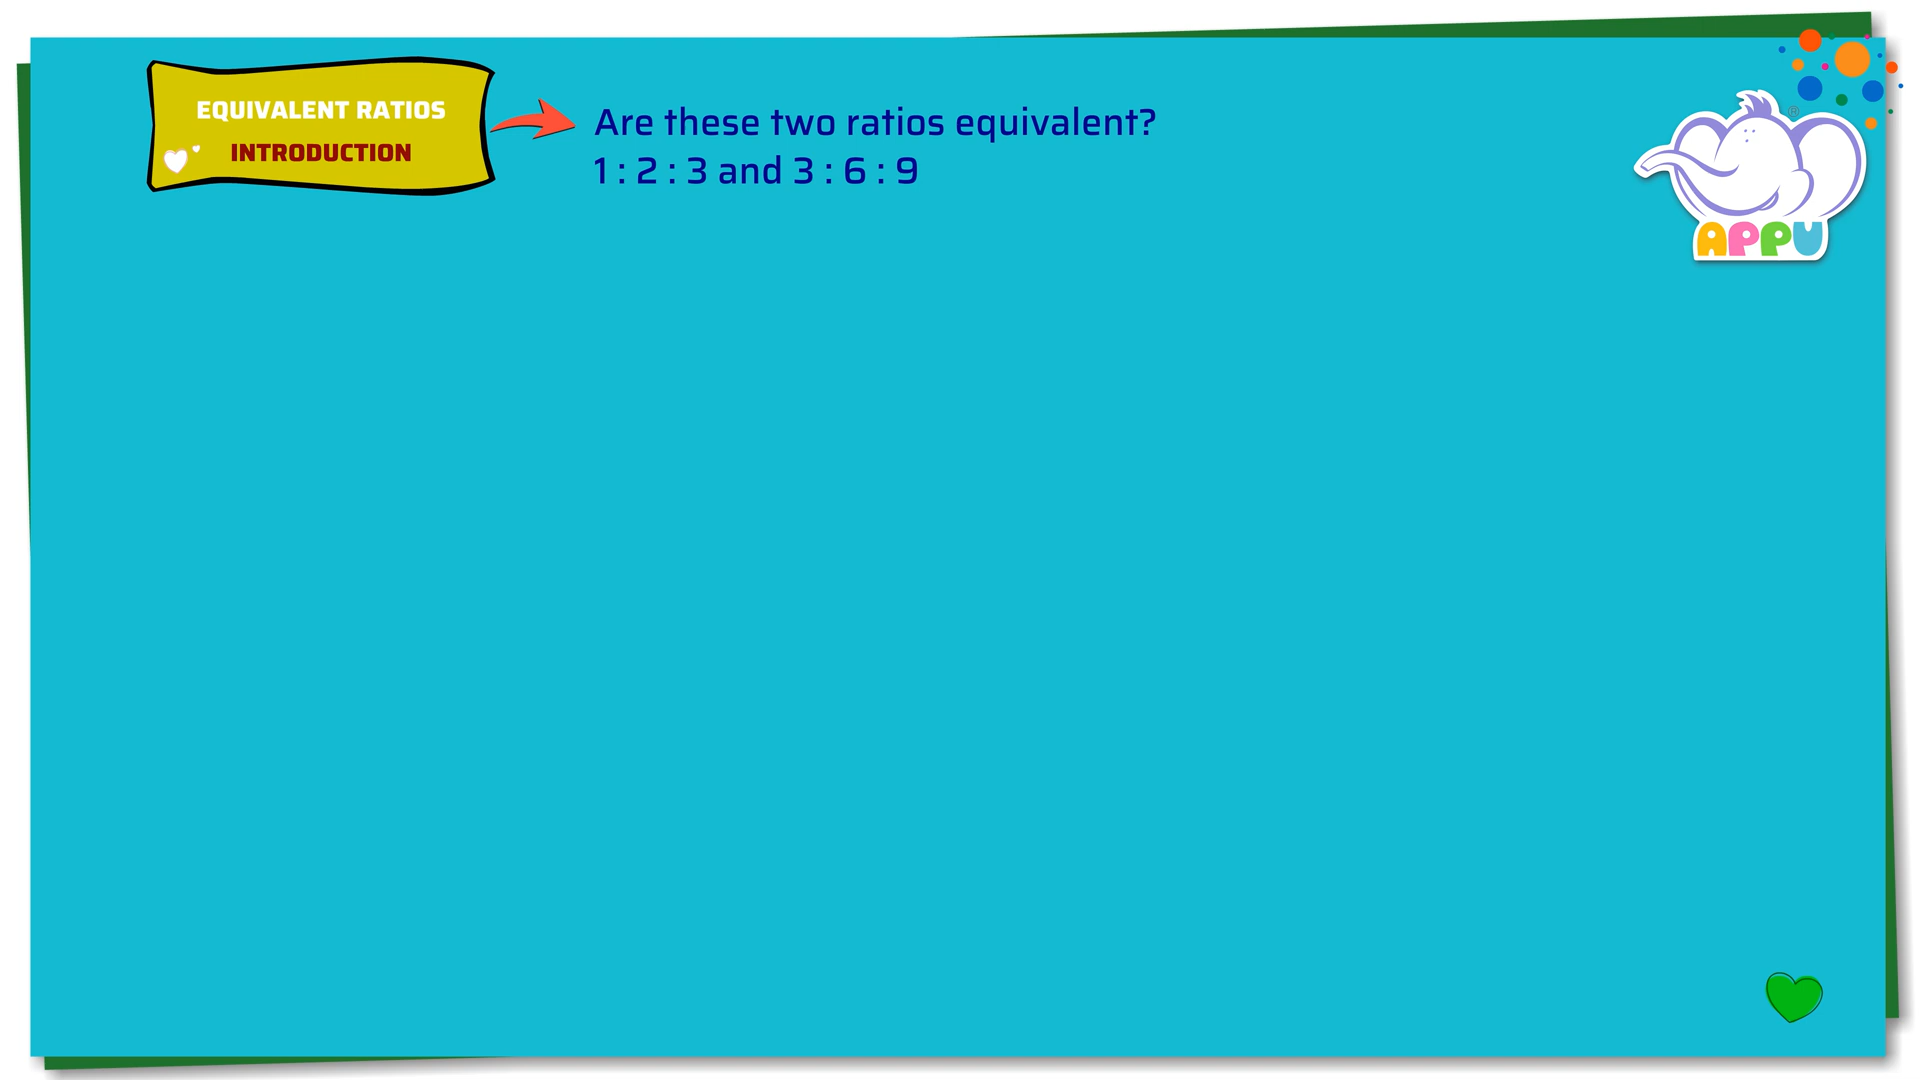 EQUIVALENT RATIOS
INTRODUCTION
Are these two ratios equivalent?
1 : 2 : 3 and 3 : 6 : 9
®
APPU